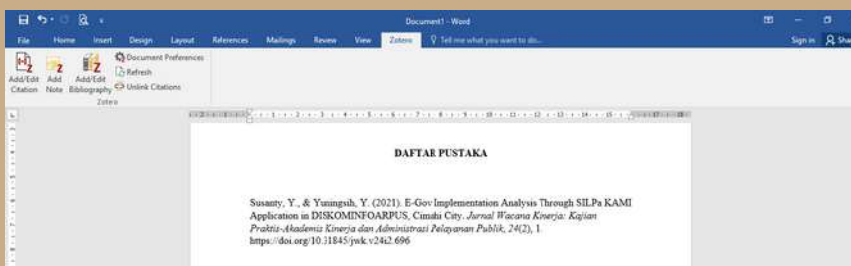 Document1 - Word
File Home Insert Design Layout References Mailings Review View Zotero Tell me what you want to do... Sign in Sha
Add/Edit Citation
Add Note
Add/Edit Bibliography
Document Preferences
Refresh
Unlink Citations
Zotero
DAFTAR PUSTAKA
Susanty, Y., & Yuningsih, Y. (2021). E-Gov Implementation Analysis Through SILPa KAMI
Application in DISKOMINFOARPUS, Cimahi City. Jurnal Wacana Kinerja: Kajian
Praktis-Akademis Kinerja dan Administrasi Pelayanan Publik, 24(2), 1.
https://doi.org/10.31845/jwk.v24i2.696